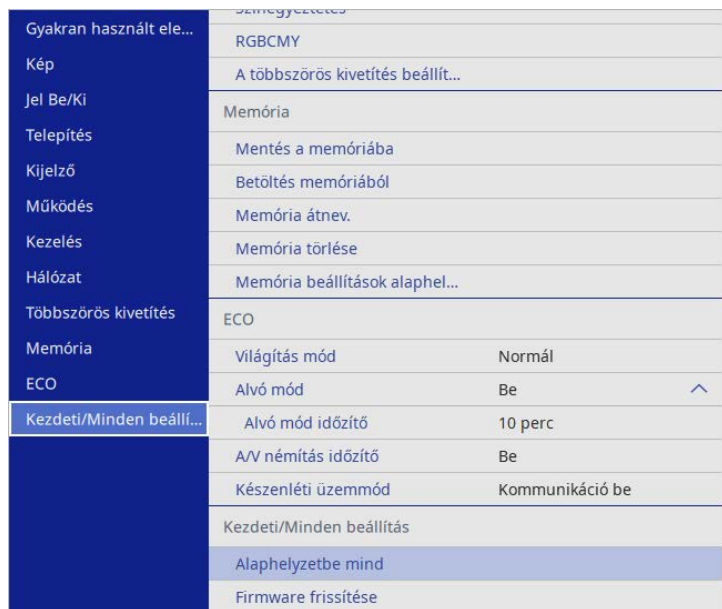 Gyakran használt ele...
Kép
Jel Be/Ki
Telepítés
Kijelző
Működés
Kezelés
Hálózat
Többszörös kivetítés
Memória
ECO
Kezdeti/Minden beállí...
RGBCMY
A többszörös kivetítés beállít...
Memória
Mentés a memóriába
Betöltés memóriából
Memória átnev.
Memória törlése
Memória beállítások alaphel...
ECO
Világítás mód Normál
Alvó mód Be
Alvó mód időzítő 10 perc
A/V némítás időzítő Be
Készenléti üzemmód Kommunikáció be
Kezdeti/Minden beállítás
Alaphelyzetbe mind
Firmware frissítése